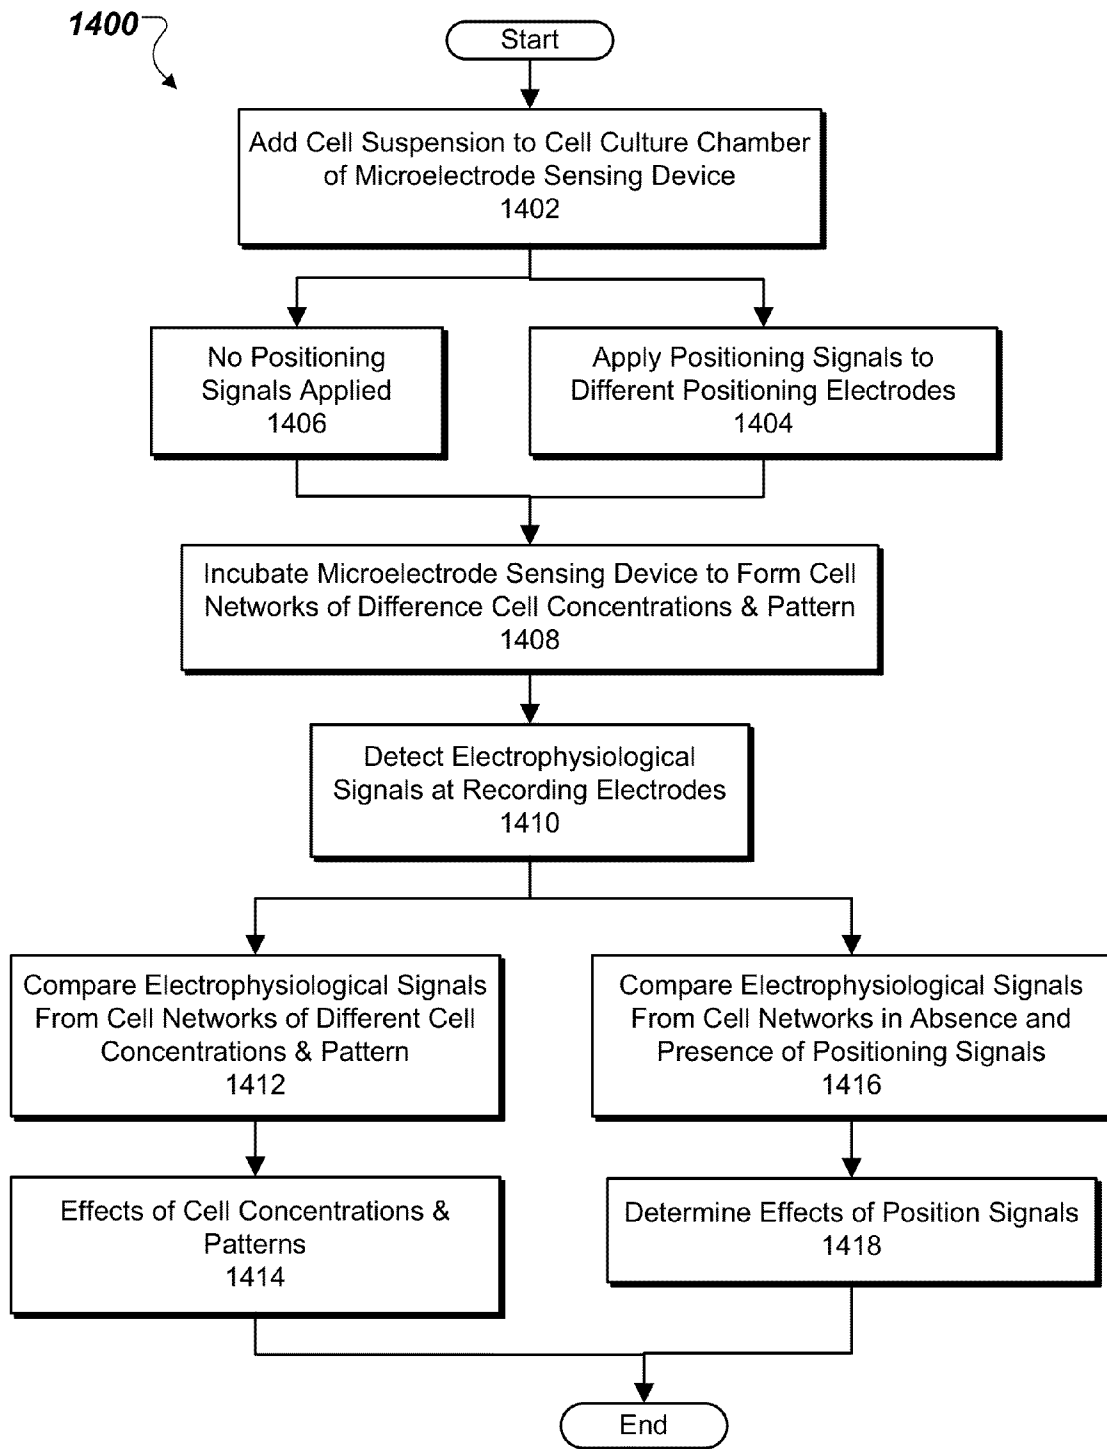 1400
Start
Add Cell Suspension to Cell Culture Chamber
of Microelectrode Sensing Device
1402
No Positioning
Signals Applied
1406
Apply Positioning Signals to
Different Positioning Electrodes
1404
Incubate Microelectrode Sensing Device to Form Cell
Networks of Difference Cell Concentrations & Pattern
1408
Detect Electrophysiological
Signals at Recording Electrodes
1410
Compare Electrophysiological Signals
From Cell Networks of Different Cell
Concentrations & Pattern
1412
Compare Electrophysiological Signals
From Cell Networks in Absence and
Presence of Positioning Signals
1416
Effects of Cell Concentrations &
Patterns
1414
Determine Effects of Position Signals
1418
End